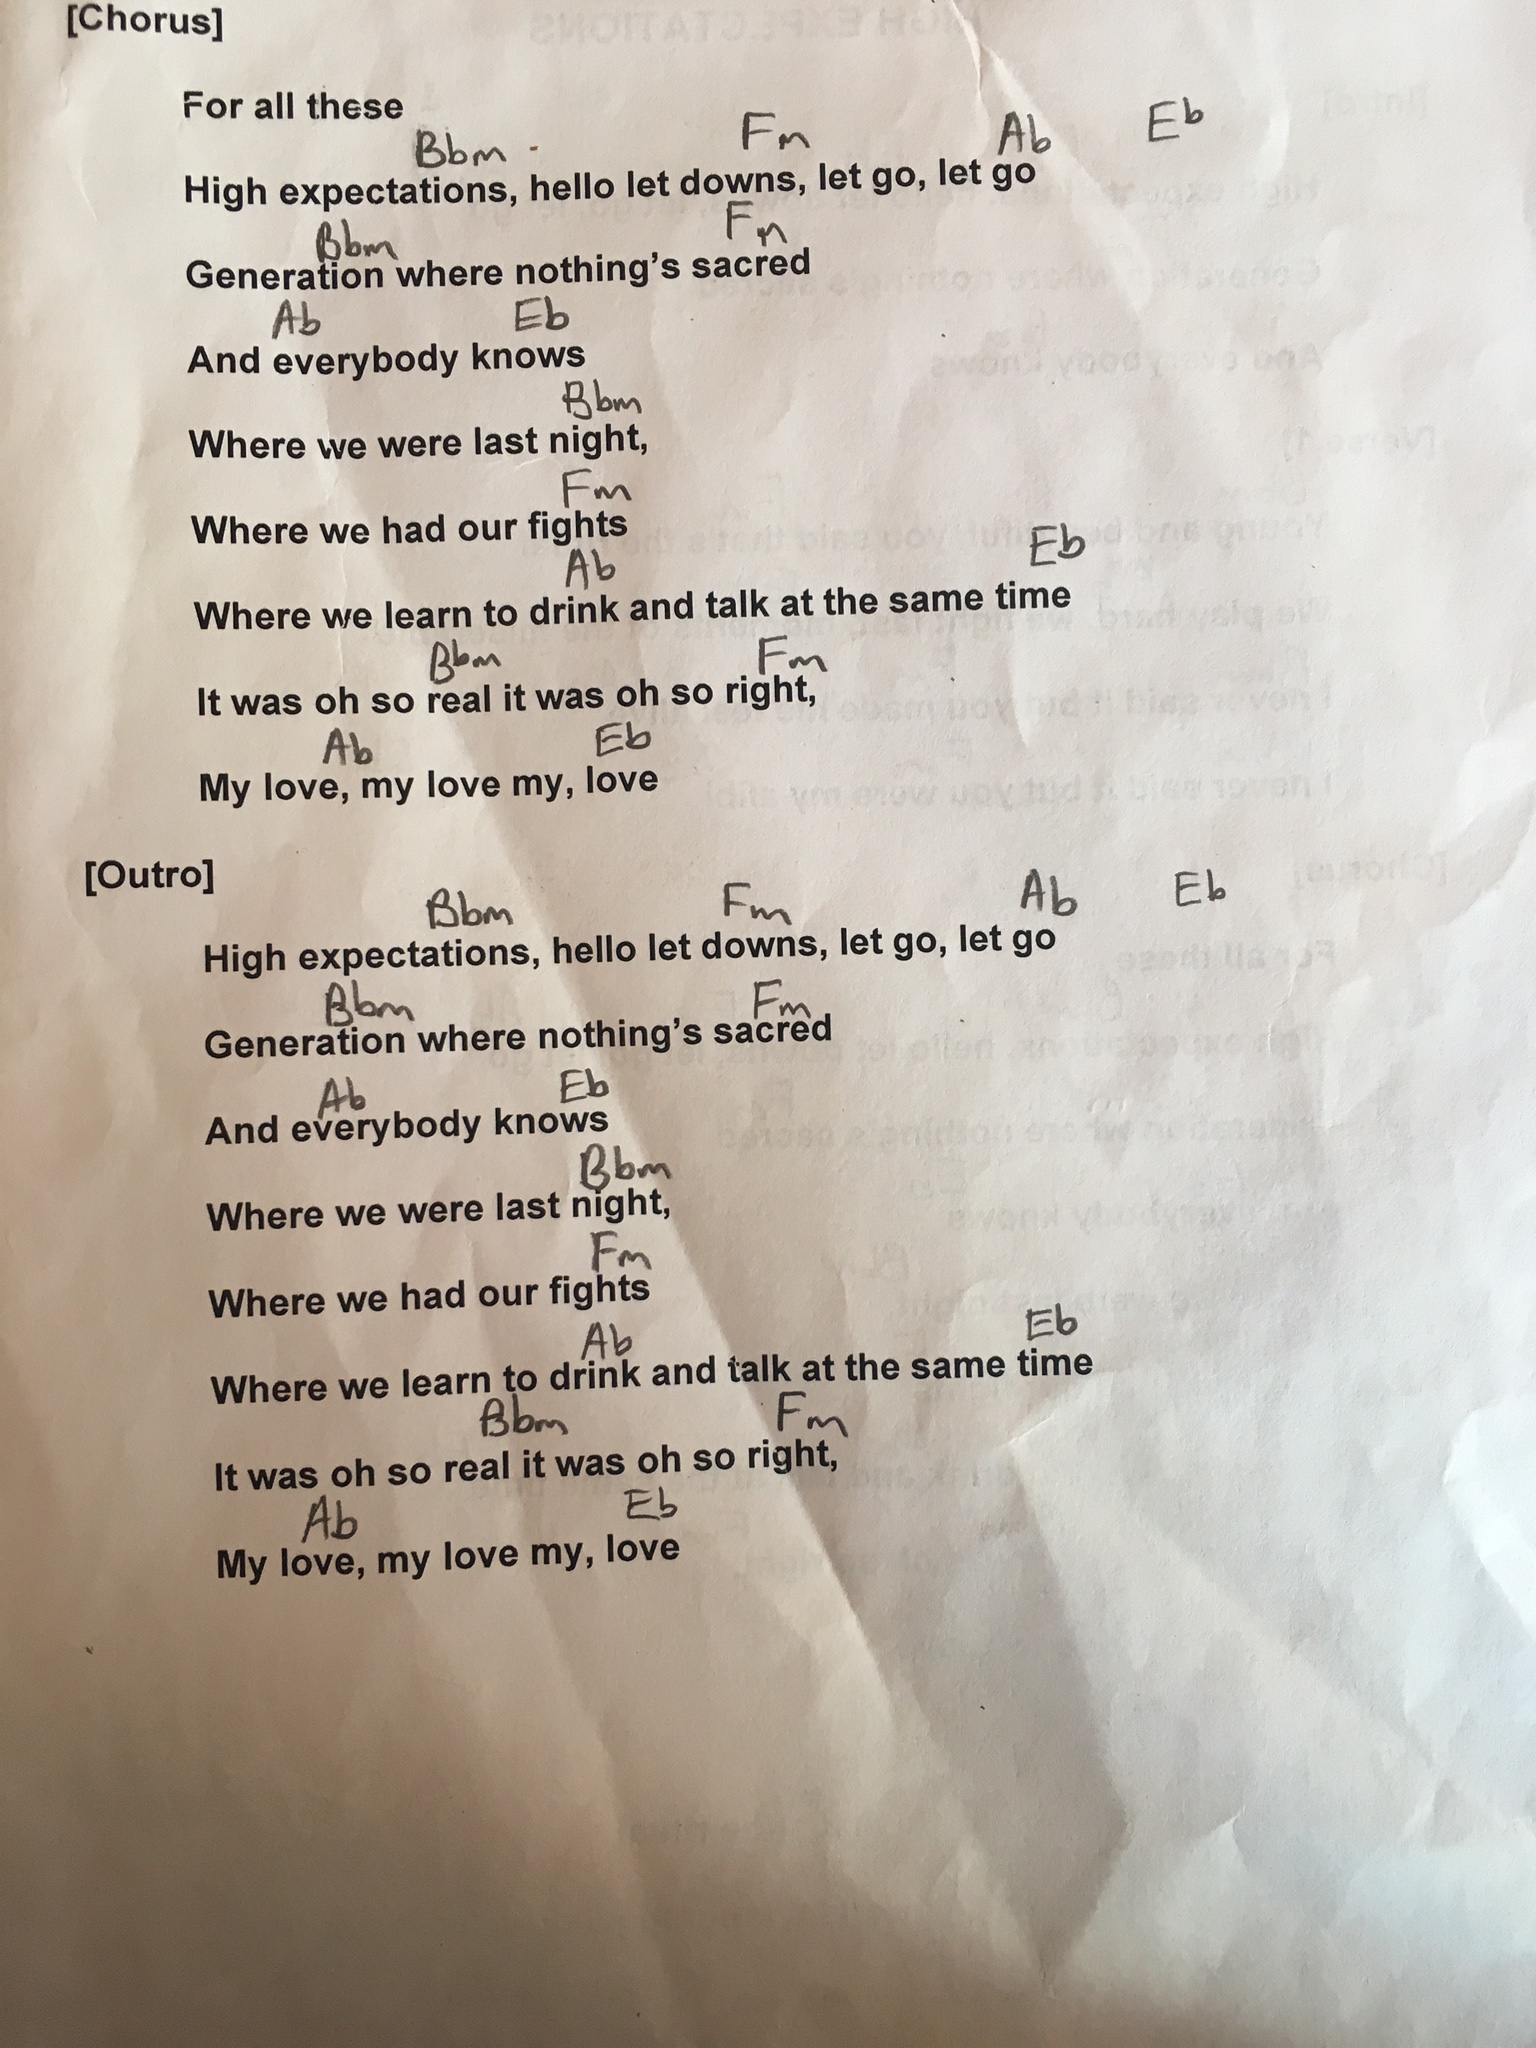 [Chorus]
For all these
Bbm Fm Ab Eb
High expectations, hello let downs, let go, let go
Bbm Fm
Generation where nothing's sacred
Ab Eb
And everybody knows
Bbm
Where we were last night,
Fm
Where we had our fights
Ab Eb
Where we learn to drink and talk at the same time
Bbm Fm
It was oh so real it was oh so right,
Ab Eb
My love, my love my, love
[Outro]
Bbm Fm Ab Eb
High expectations, hello let downs, let go, let go
Bbm Fm
Generation where nothing's sacred
Ab Eb
And everybody knows
Bbm
Where we were last night,
Fm
Where we had our fights
Ab Eb
Where we learn to drink and talk at the same time
Bbm Fm
It was oh so real it was oh so right,
Ab Eb
My love, my love my, love